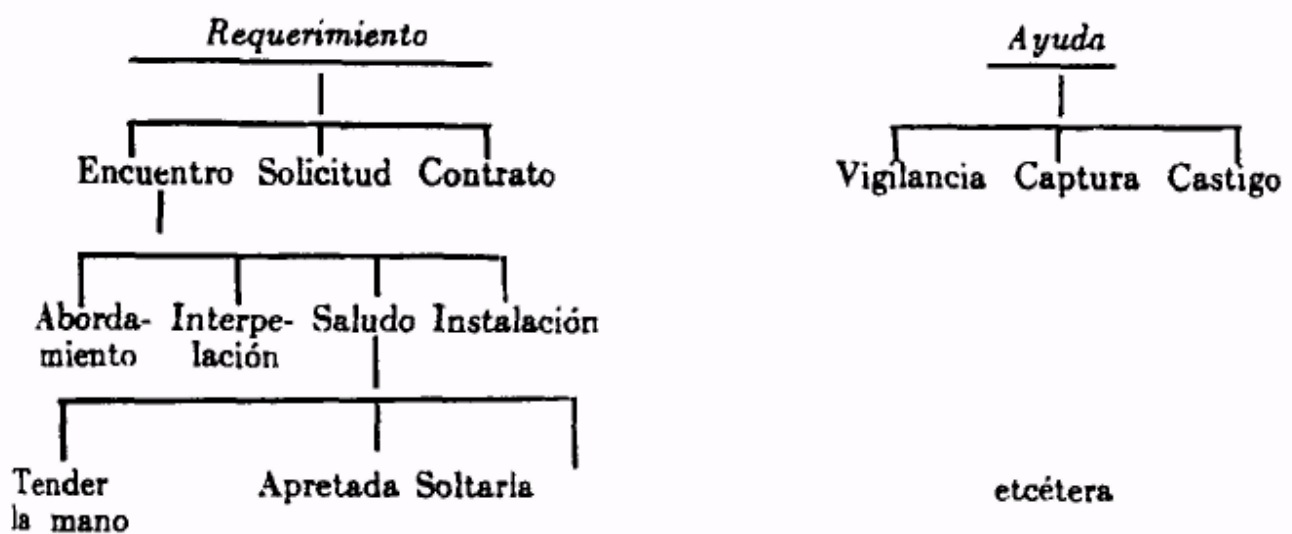 Requerimiento Ayuda
Encuentro Solicitud Contrato Vigilancia Captura Castigo
Aborda- Interpe- Saludo Instalación
miento lación
Tender Apretada Soltarla etcétera
la mano